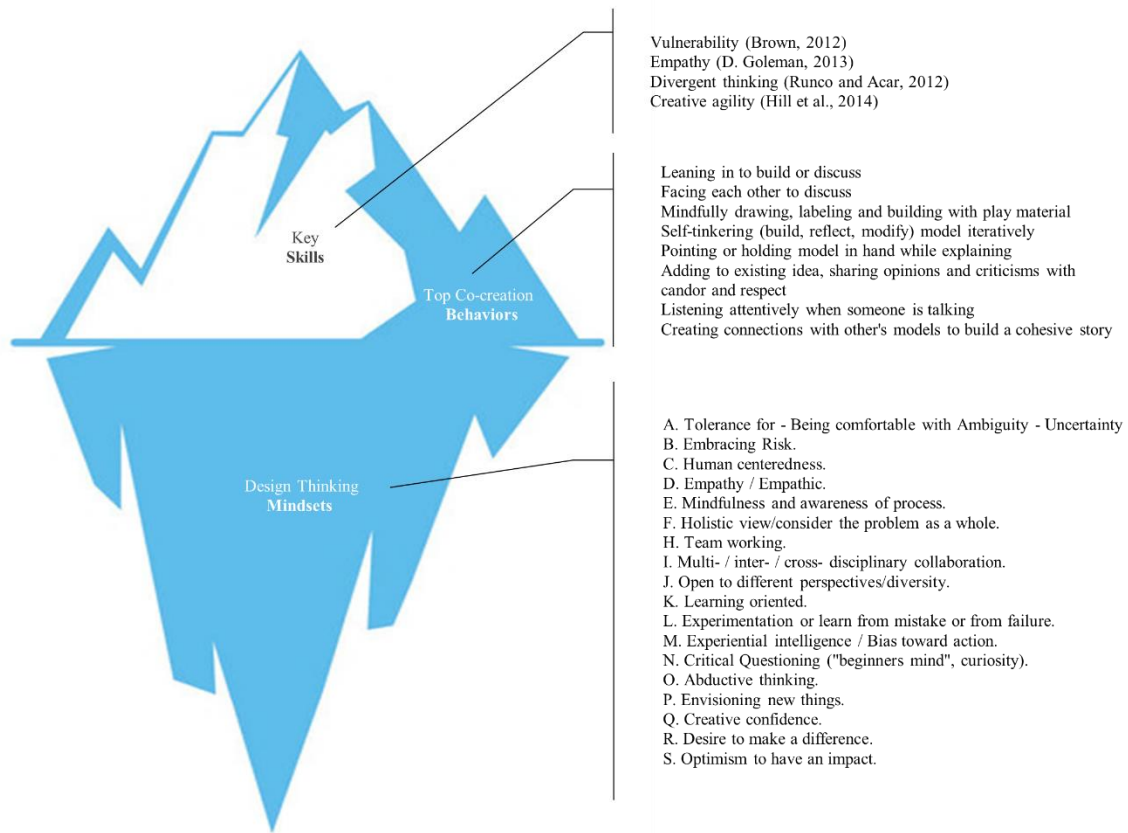 Vulnerability (Brown, 2012)
Empathy (D. Goleman, 2013)
Divergent thinking (Runco and Acar, 2012)
Creative agility (Hill et al., 2014)
Key
Skills
Leaning in to build or discuss
Facing each other to discuss
Mindfully drawing, labeling and building with play material
Self-tinkering (build, reflect, modify) model iteratively
Pointing or holding model in hand while explaining
Adding to existing idea, sharing opinions and criticisms with
candor and respect
Listening attentively when someone is talking
Creating connections with other's models to build a cohesive story
Top Co-creation
Behaviors
A. Tolerance for - Being comfortable with Ambiguity - Uncertainty
B. Embracing Risk.
C. Human centeredness.
D. Empathy / Empathic.
E. Mindfulness and awareness of process.
F. Holistic view/consider the problem as a whole.
H. Team working.
I. Multi- / inter- / cross- disciplinary collaboration.
J. Open to different perspectives/diversity.
K. Learning oriented.
L. Experimentation or learn from mistake or from failure.
M. Experiential intelligence / Bias toward action.
N. Critical Questioning ("beginners mind", curiosity).
O. Abductive thinking.
P. Envisioning new things.
Q. Creative confidence.
R. Desire to make a difference.
S. Optimism to have an impact.
Design Thinking
Mindsets